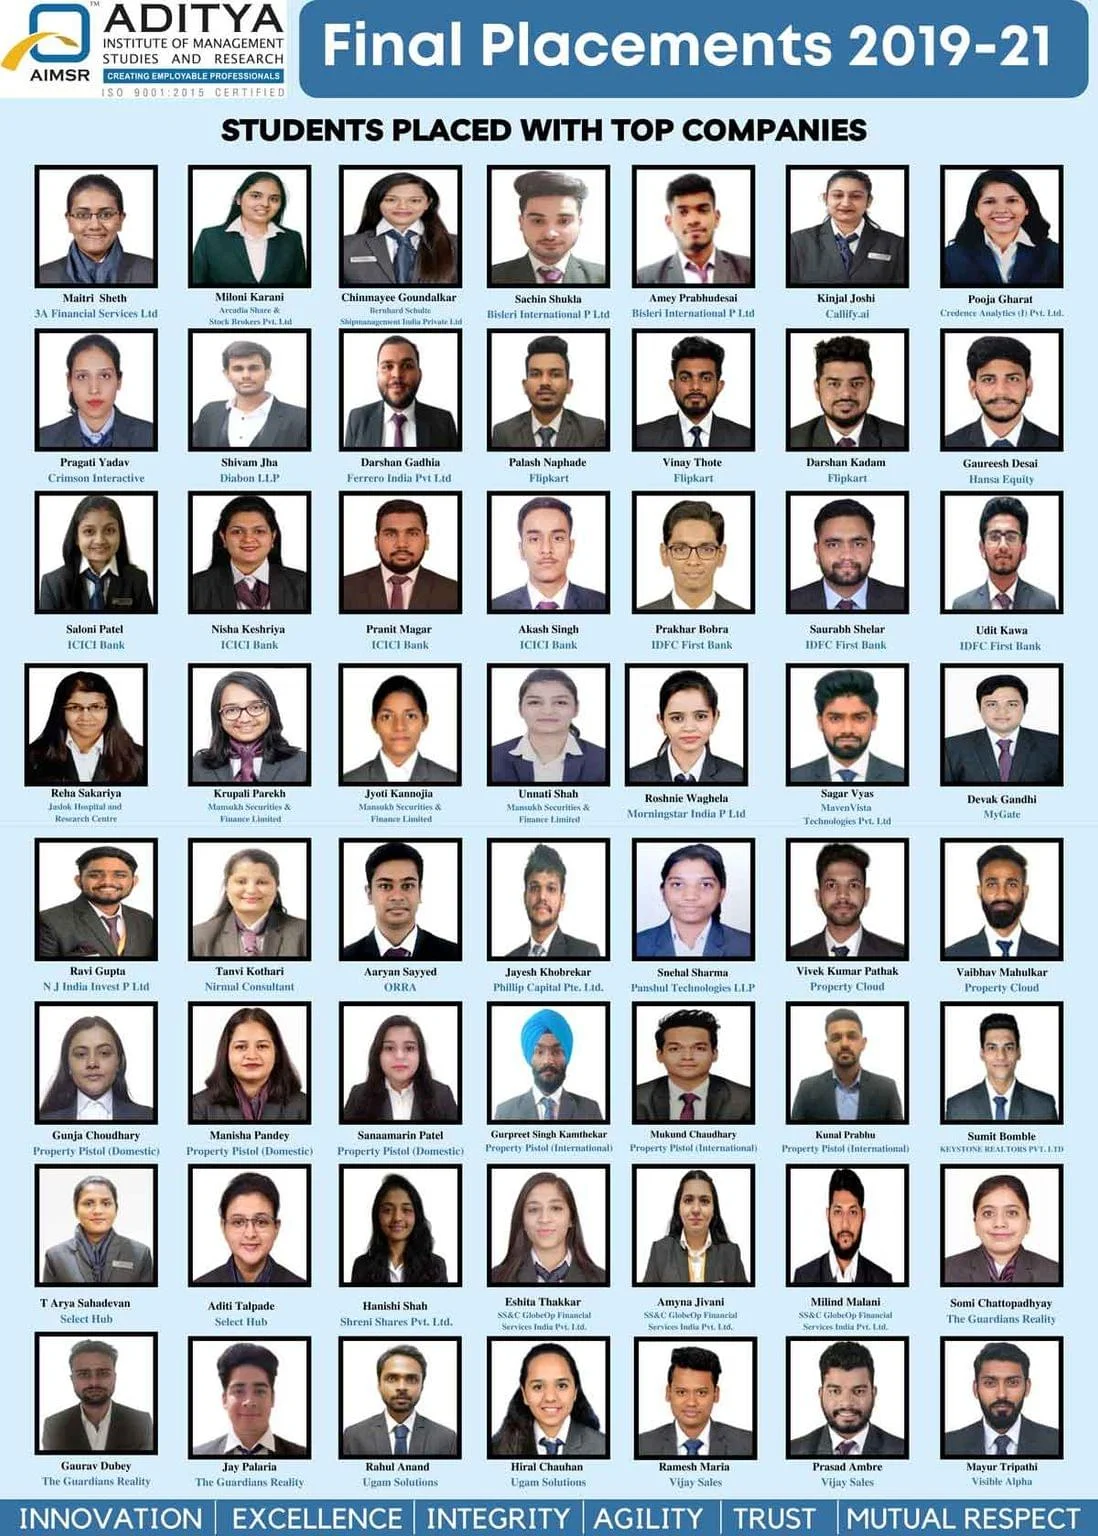 ADITYA
INSTITUTE OF MANAGEMENT
STUDIES AND RESEARCH
CREATING EMPLOYABLE PROFESSIONALS
ISO 9001:2015 CERTIFIED
TM
AIMSR
Final Placements 2019-21
STUDENTS PLACED WITH TOP COMPANIES
Maitri Sheth
3A Financial Services Ltd
Miloni Karani
Arcadia Share &
Stock Brokers Pvt. Ltd
Chinmayee Goundalkar
Bernhard Schulte
Shipmanagement India Private Ltd
Sachin Shukla
Bisleri International P Ltd
Amey Prabhudesai
Bisleri International P Ltd
Kinjal Joshi
Callify.ai
Pooja Gharat
Credence Analytics (I) Pvt. Ltd.
Pragati Yadav
Crimson Interactive
Shivam Jha
Diabon LLP
Darshan Gadhia
Ferrero India Pvt Ltd
Palash Naphade
Flipkart
Vinay Thote
Flipkart
Darshan Kadam
Flipkart
Gaureesh Desai
Hansa Equity
Saloni Patel
ICICI Bank
Nisha Keshriya
ICICI Bank
Pranit Magar
ICICI Bank
Akash Singh
ICICI Bank
Prakhar Bobra
IDFC First Bank
Saurabh Shelar
IDFC First Bank
Udit Kawa
IDFC First Bank
Reha Sakariya
Jaslok Hospital and
Research Centre
Krupali Parekh
Mansukh Securities &
Finance Limited
Jyoti Kannojia
Mansukh Securities &
Finance Limited
Unnati Shah
Mansukh Securities &
Finance Limited
Roshnie Waghela
Morningstar India P Ltd
Sagar Vyas
MavenVista
Technologies Pvt. Ltd
Devak Gandhi
MyGate
Ravi Gupta
N J India Invest P Ltd
Tanvi Kothari
Nirmal Consultant
Aaryan Sayyed
ORRA
Jayesh Khobrekar
Phillip Capital Pte. Ltd.
Snehal Sharma
Panshul Technologies LLP
Vivek Kumar Pathak
Property Cloud
Vaibhav Mahulkar
Property Cloud
Gunja Choudhary
Property Pistol (Domestic)
Manisha Pandey
Property Pistol (Domestic)
Sanaamarin Patel
Property Pistol (Domestic)
Gurpreet Singh Kamthekar
Property Pistol (International)
Mukund Chaudhary
Property Pistol (International)
Kunal Prabhu
Property Pistol (International)
Sumit Bomble
KEYSTONE REALTORS PVT. LTD
T Arya Sahadevan
Select Hub
Aditi Talpade
Select Hub
Hanishi Shah
Shreni Shares Pvt. Ltd.
Eshita Thakkar
SS&C GlobeOp Financial
Services India Pvt. Ltd.
Amyna Jivani
SS&C GlobeOp Financial
Services India Pvt. Ltd.
Milind Malani
SS&C GlobeOp Financial
Services India Pvt. Ltd.
Somi Chattopadhyay
The Guardians Reality
Gaurav Dubey
The Guardians Reality
Jay Palaria
The Guardians Reality
Rahul Anand
Ugam Solutions
Hiral Chauhan
Ugam Solutions
Ramesh Maria
Vijay Sales
Prasad Ambre
Vijay Sales
Mayur Tripathi
Visible Alpha
INNOVATION | EXCELLENCE | INTEGRITY | AGILITY | TRUST | MUTUAL RESPECT